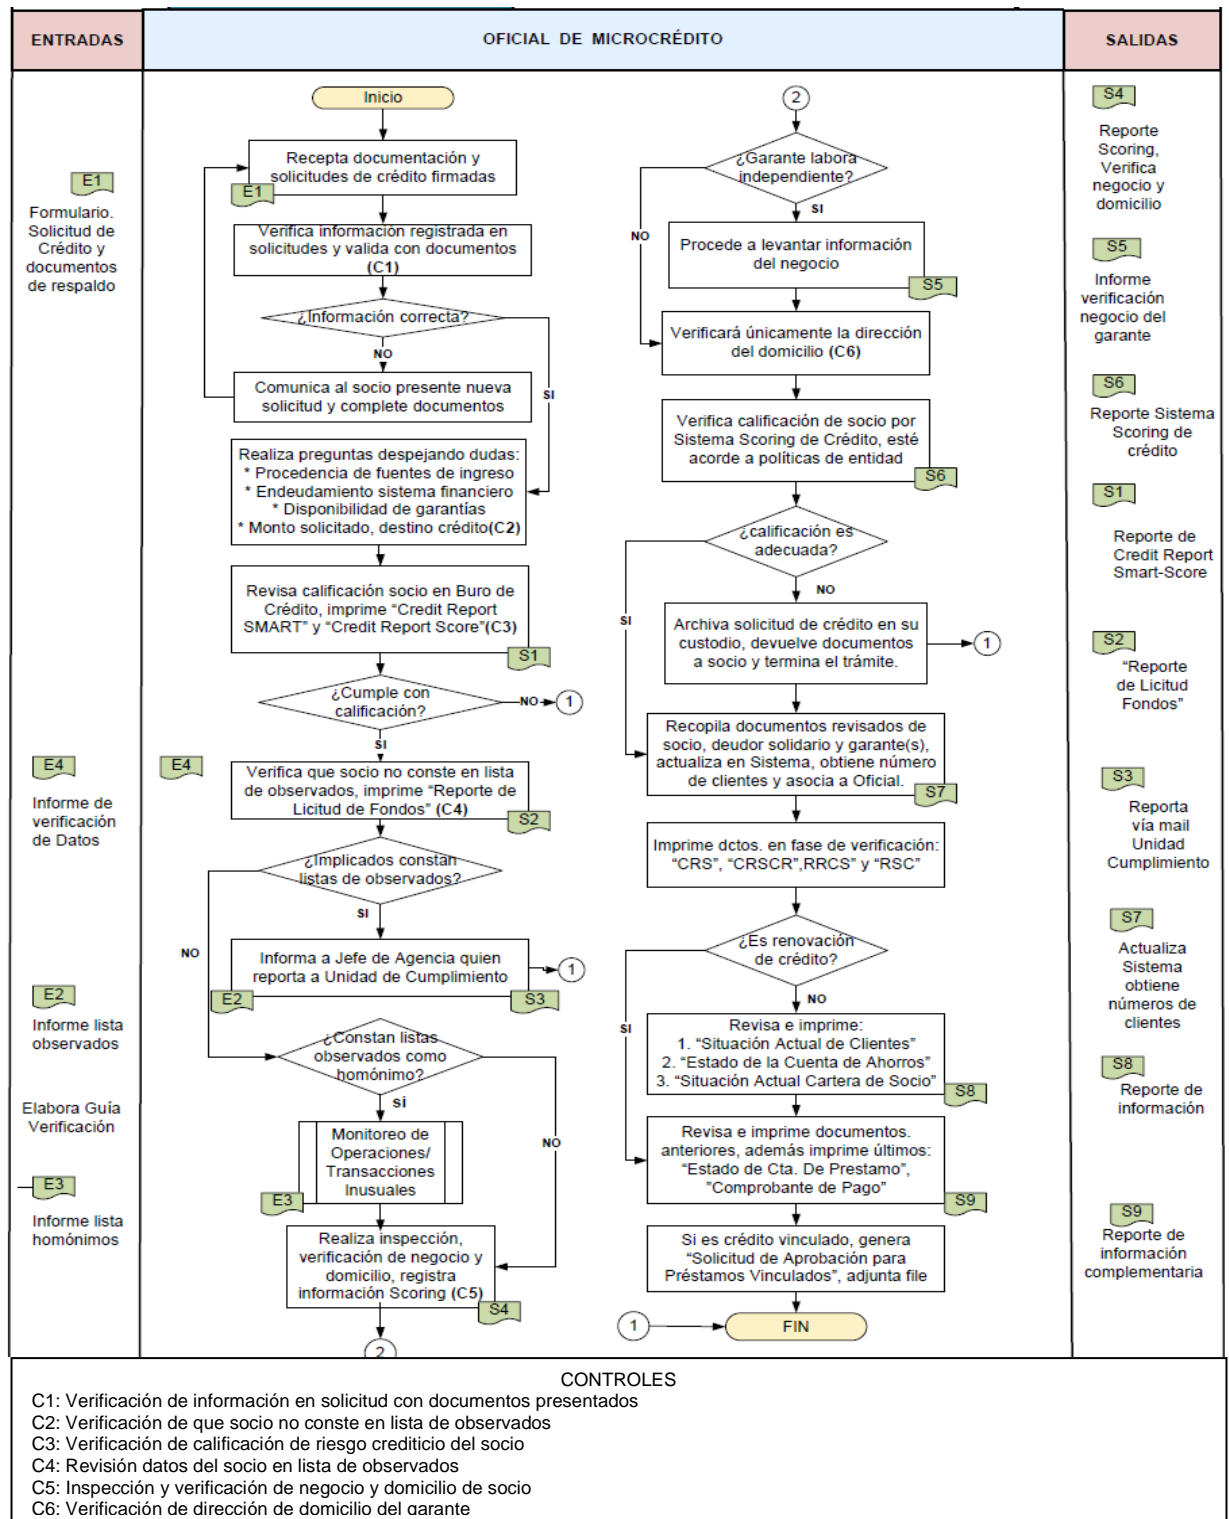 ENTRADAS
OFICIAL DE MICROCRÉDITO
SALIDAS
E1
Formulario.
Solicitud de
Crédito y
documentos
de respaldo
E4
Informe de
verificación
de Datos
E2
Informe lista
observados
Elabora Guía
Verificación
E3
Informe lista
homónimos
Inicio
Recepta documentación y
solicitudes de crédito firmadas
E1
Verifica información registrada en
solicitudes y valida con documentos
(C1)
¿Información correcta?
NO
SI
Comunica al socio presente nueva
solicitud y complete documentos
Realiza preguntas despejando dudas:
* Procedencia de fuentes de ingreso
* Endeudamiento sistema financiero
* Disponibilidad de garantías
* Monto solicitado, destino crédito(C2)
Revisa calificación socio en Buro de
Crédito, imprime “Credit Report
SMART” y “Credit Report Score”(C3)
S1
¿Cumple con
calificación?
NO
1
SI
E4
Verifica que socio no conste en lista
de observados, imprime “Reporte de
Licitud de Fondos” (C4)
S2
¿Implicados constan
listas de observados?
SI
NO
Informa a Jefe de Agencia quien
reporta a Unidad de Cumplimiento
1
E2
S3
¿Constan listas
observados como
homónimo?
SÍ
NO
Monitoreo de
Operaciones/
Transacciones
Inusuales
E3
Realiza inspección,
verificación de negocio y
domicilio, registra
información Scoring (C5)
S4
2
2
¿Garante labora
independiente?
SI
NO
Procede a levantar información
del negocio
S5
Verificará únicamente la dirección
del domicilio (C6)
Verifica calificación de socio por
Sistema Scoring de Crédito, esté
acorde a políticas de entidad
S6
¿calificación es
adecuada?
NO
SI
Archiva solicitud de crédito en su
custodio, devuelve documentos
a socio y termina el trámite.
1
Recopila documentos revisados de
socio, deudor solidario y garante(s),
actualiza en Sistema, obtiene número
de clientes y asocia a Oficial.
S7
Imprime dctos. en fase de verificación:
“CRS”, “CRSCR”,RRCS” y “RSC”
¿Es renovación
de crédito?
NO
SI
Revisa e imprime:
1. “Situación Actual de Clientes”
2. “Estado de la Cuenta de Ahorros”
3. “Situación Actual Cartera de Socio”
S8
Revisa e imprime documentos.
anteriores, además imprime últimos:
“Estado de Cta. De Prestamo”,
”Comprobante de Pago”
S9
Si es crédito vinculado, genera
“Solicitud de Aprobación para
Préstamos Vinculados”, adjunta file
1
FIN
S4
Reporte
Scoring,
Verifica
negocio y
domicilio
S5
Informe
verificación
negocio del
garante
S6
Reporte Sistema
Scoring de
crédito
S1
Reporte de
Credit Report
Smart-Score
S2
“Reporte
de Licitud
Fondos”
S3
Reporta
vía mail
Unidad
Cumplimiento
S7
Actualiza
Sistema
obtiene
números de
clientes
S8
Reporte de
información
S9
Reporte de
información
complementaria
CONTROLES
C1: Verificación de información en solicitud con documentos presentados
C2: Verificación de que socio no conste en lista de observados
C3: Verificación de calificación de riesgo crediticio del socio
C4: Revisión datos del socio en lista de observados
C5: Inspección y verificación de negocio y domicilio de socio
C6: Verificación de dirección de domicilio del garante